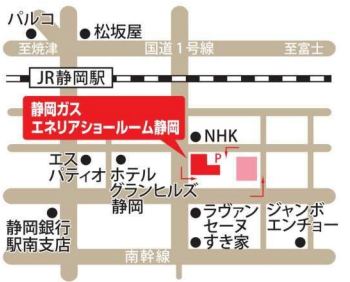 パルコ
松坂屋
至焼津
国道1号線
至富士
JR静岡駅
静岡ガス
エネリアショールーム静岡
NHK
P
エス
パティオ
ホテル
グランヒルズ
静岡
静岡銀行
駅南支店
ラヴァン
セーヌ
すき家
ジャンボ
エンチョー
南幹線